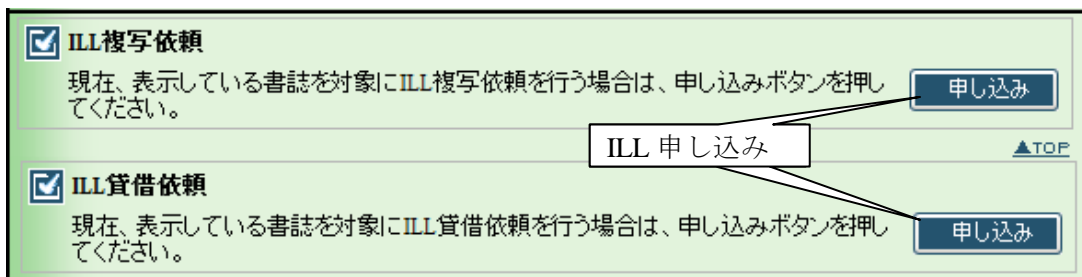 ILL複写依頼
現在、表示している書誌を対象にILL複写依頼を行う場合は、申し込みボタンを押し
てください。
申し込み
ILL 申し込み
▲TOP
ILL貸借依頼
現在、表示している書誌を対象にILL貸借依頼を行う場合は、申し込みボタンを押し
てください。
申し込み